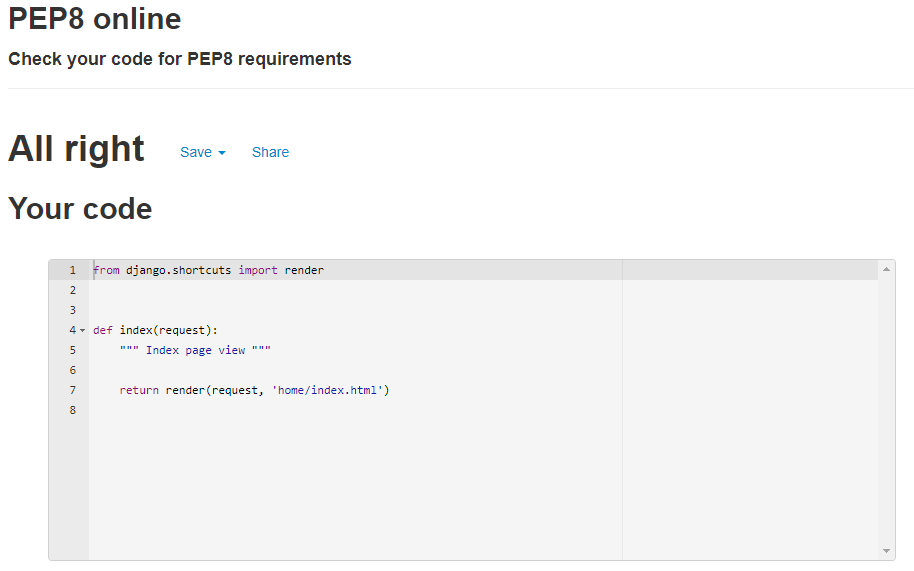 PEP8 online
Check your code for PEP8 requirements
All right Save Share
Your code
1 from django.shortcuts import render
2
3
4 def index(request):
5     """ Index page view """
6
7     return render(request, 'home/index.html')
8